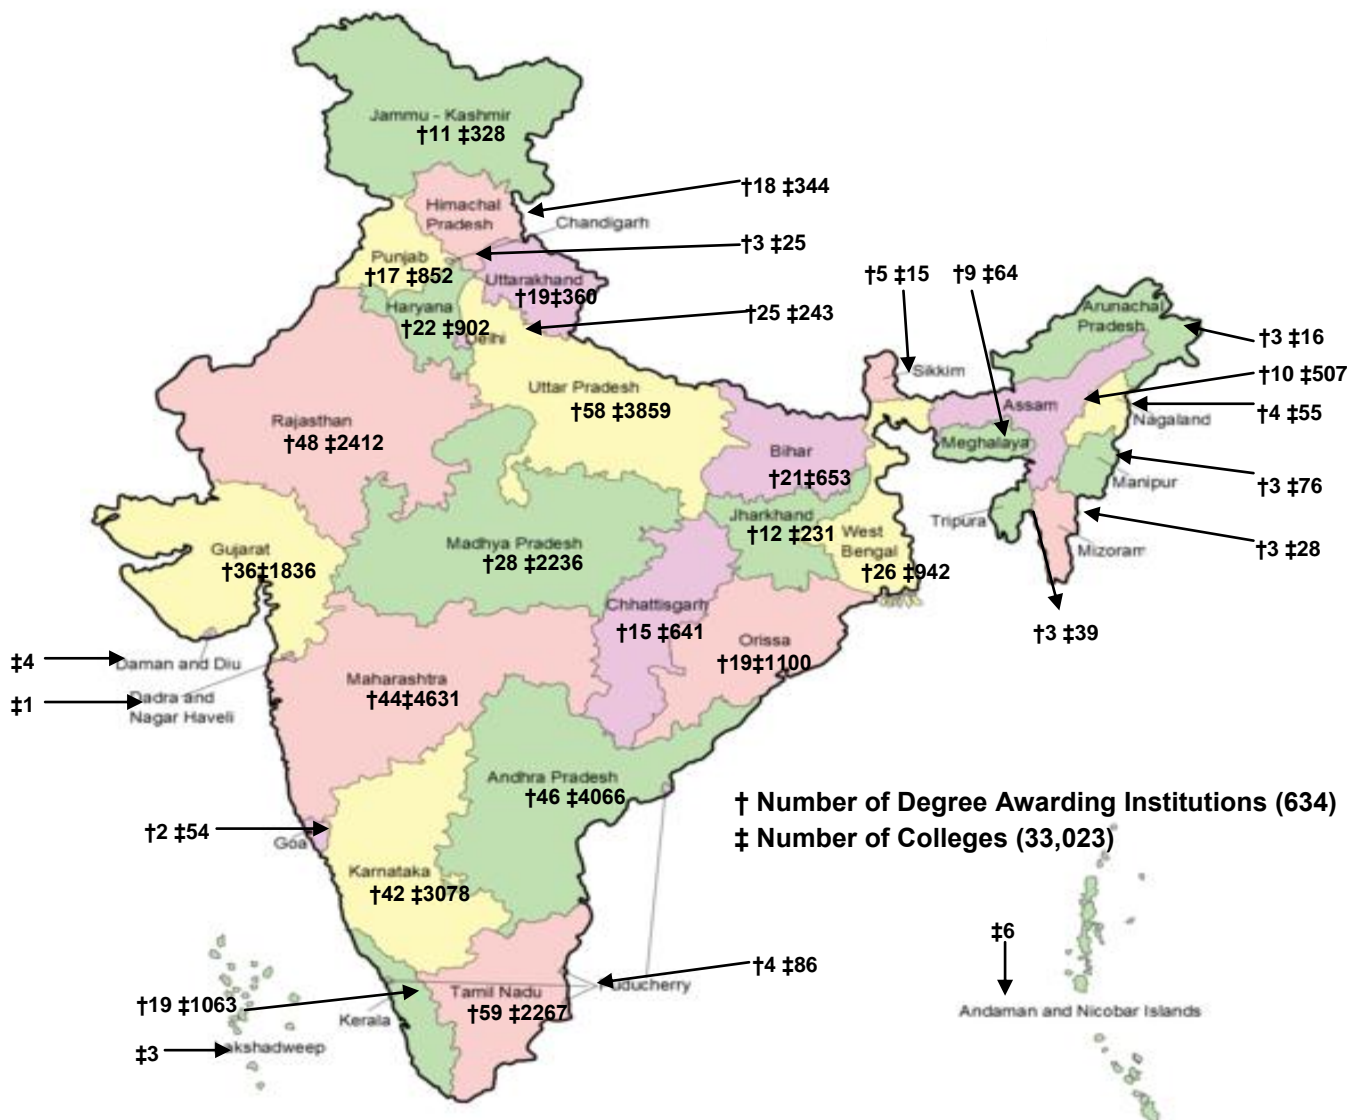 Jammu - Kashmir
†11 ‡328
†18 ‡344
Himachal
Pradesh
Chandigarh
†3 ‡25
Punjab
†17 ‡852
Uttarakhand
†19‡360
†5 ‡15
†9 ‡64
Haryana
†22 ‡902
†25 ‡243
Delhi
Arunachal
Pradesh
†3 ‡16
Sikkim
†10 ‡507
Uttar Pradesh
†58 ‡3859
Assam
†4 ‡55
Nagaland
Rajasthan
†48 ‡2412
Meghalaya
Bihar
†21‡653
Manipur
†3 ‡76
Jharkhand
†12 ‡231
West
Bengal
†26 ‡942
Tripura
Mizoram
†3 ‡28
Gujarat
†36‡1836
Madhya Pradesh
†28 ‡2236
Chhattisgarh
†15 ‡641
†3 ‡39
Orissa
†19‡1100
‡4
Daman and Diu
Maharashtra
†44‡4631
‡1
Dadra and
Nagar Haveli
Andhra Pradesh
†46 ‡4066
† Number of Degree Awarding Institutions (634)
‡ Number of Colleges (33,023)
†2 ‡54
Goa
Karnataka
†42 ‡3078
‡6
†4 ‡86
Puducherry
Tamil Nadu
†59 ‡2267
†19 ‡1063
Kerala
Andaman and Nicobar Islands
‡3
Lakshadweep